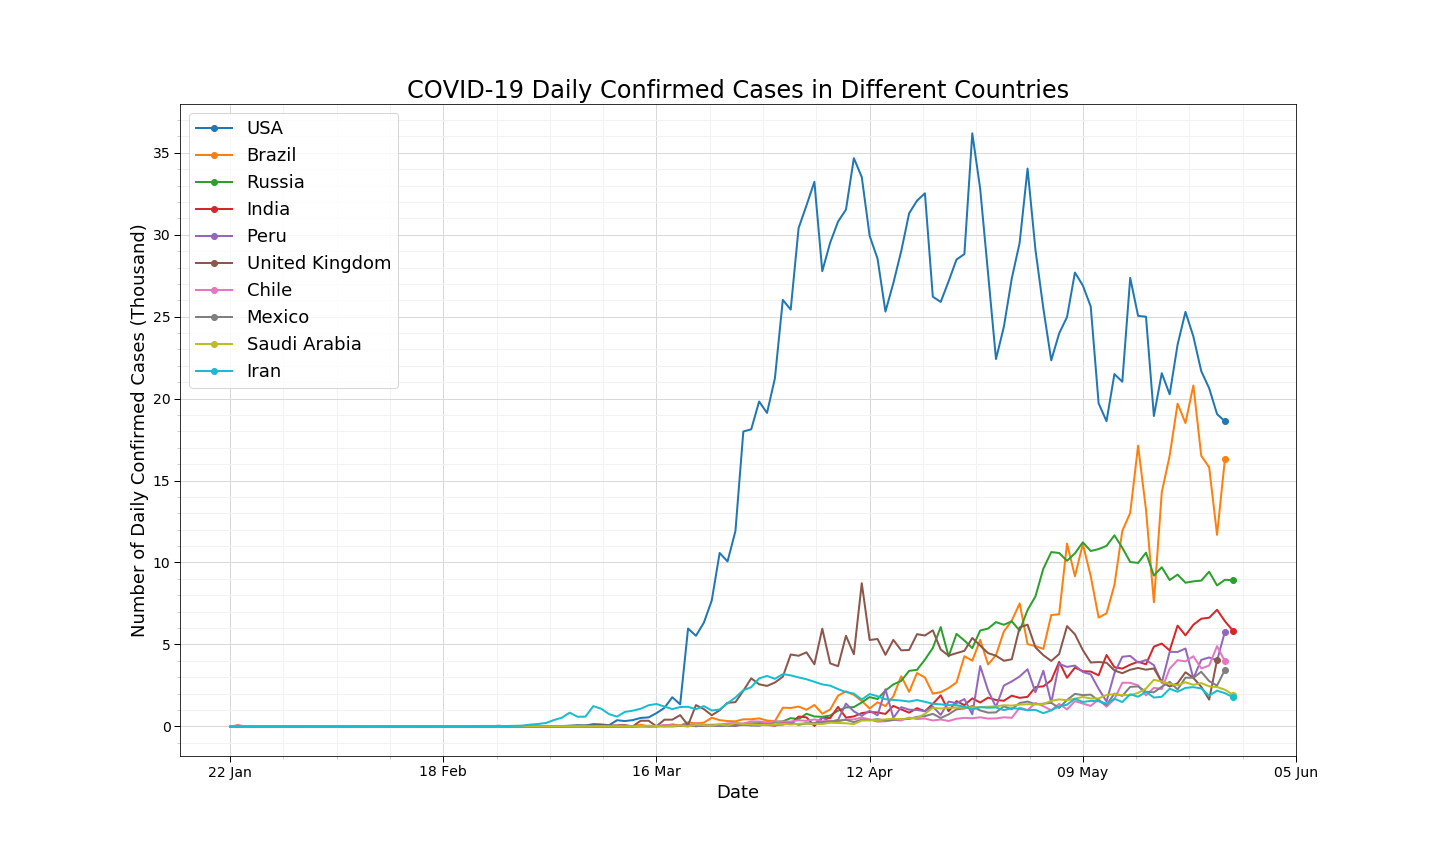 COVID-19 Daily Confirmed Cases in Different Countries
USA
Brazil
Russia
India
Peru
United Kingdom
Chile
Mexico
Saudi Arabia
Iran
Number of Daily Confirmed Cases (Thousand)
35
30
25
20
15
10
5
0
22 Jan
18 Feb
16 Mar
12 Apr
09 May
05 Jun
Date